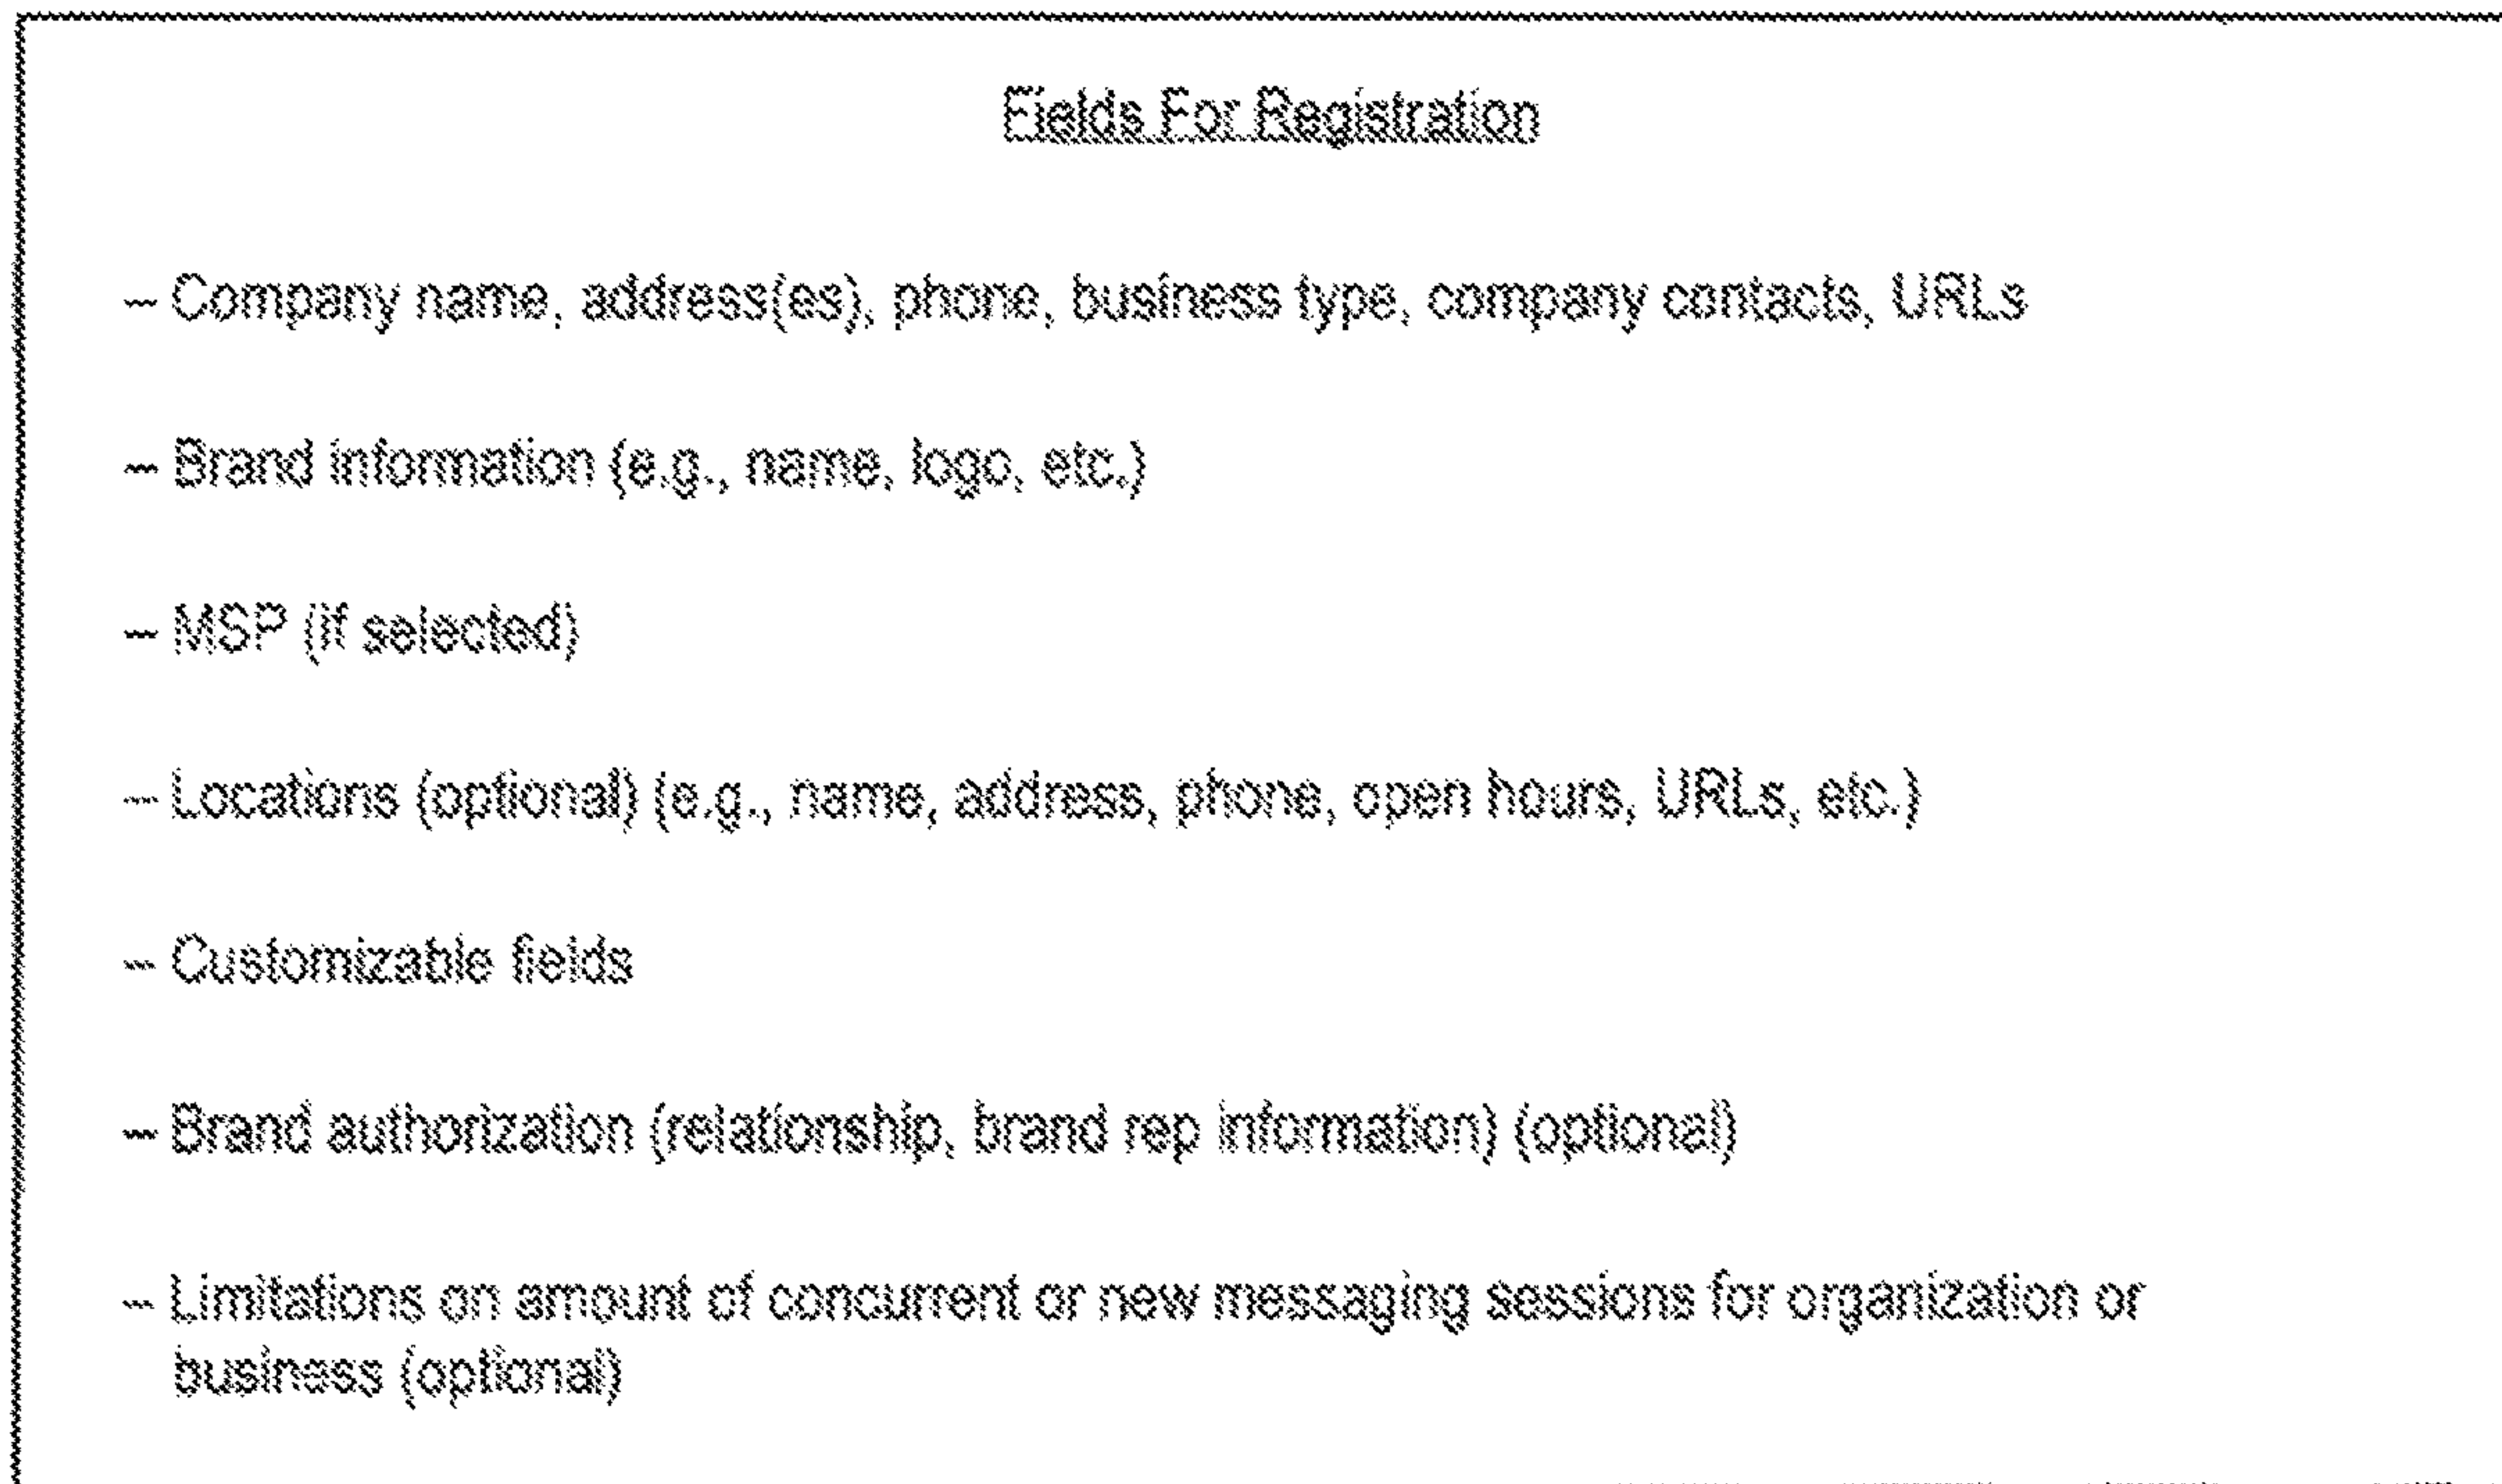 Fields For Registration
– Company name, address(es), phone, business type, company contacts, URLs
– Brand information (e.g., name, logo, etc.)
– MSP (if selected)
– Locations (optional) (e.g., name, address, phone, open hours, URLs, etc.)
– Customizable fields
– Brand authorization (relationship, brand rep information) (optional)
– Limitations on amount of concurrent or new messaging sessions for organization or
business (optional)